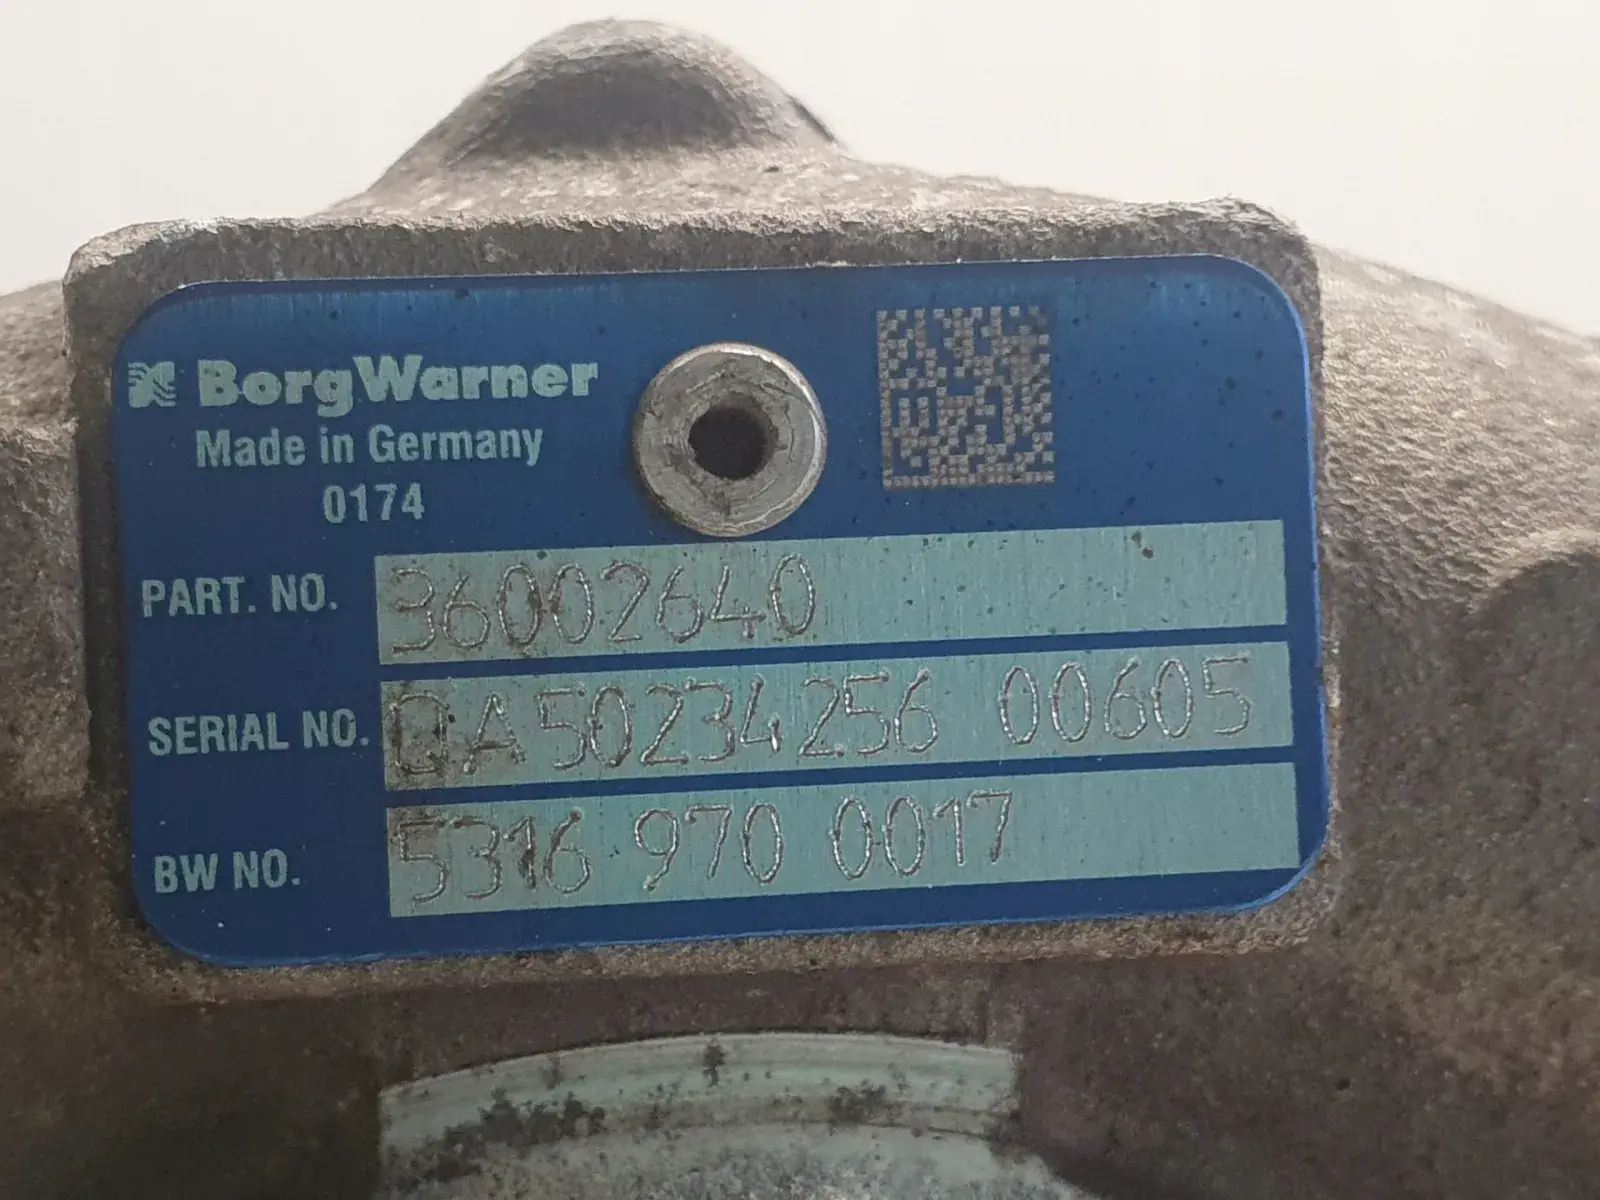 BorgWarner
Made in Germany
0174
PART. NO. 36002640
SERIAL NO. QA50234256 00605
BW NO. 5316 970 0017